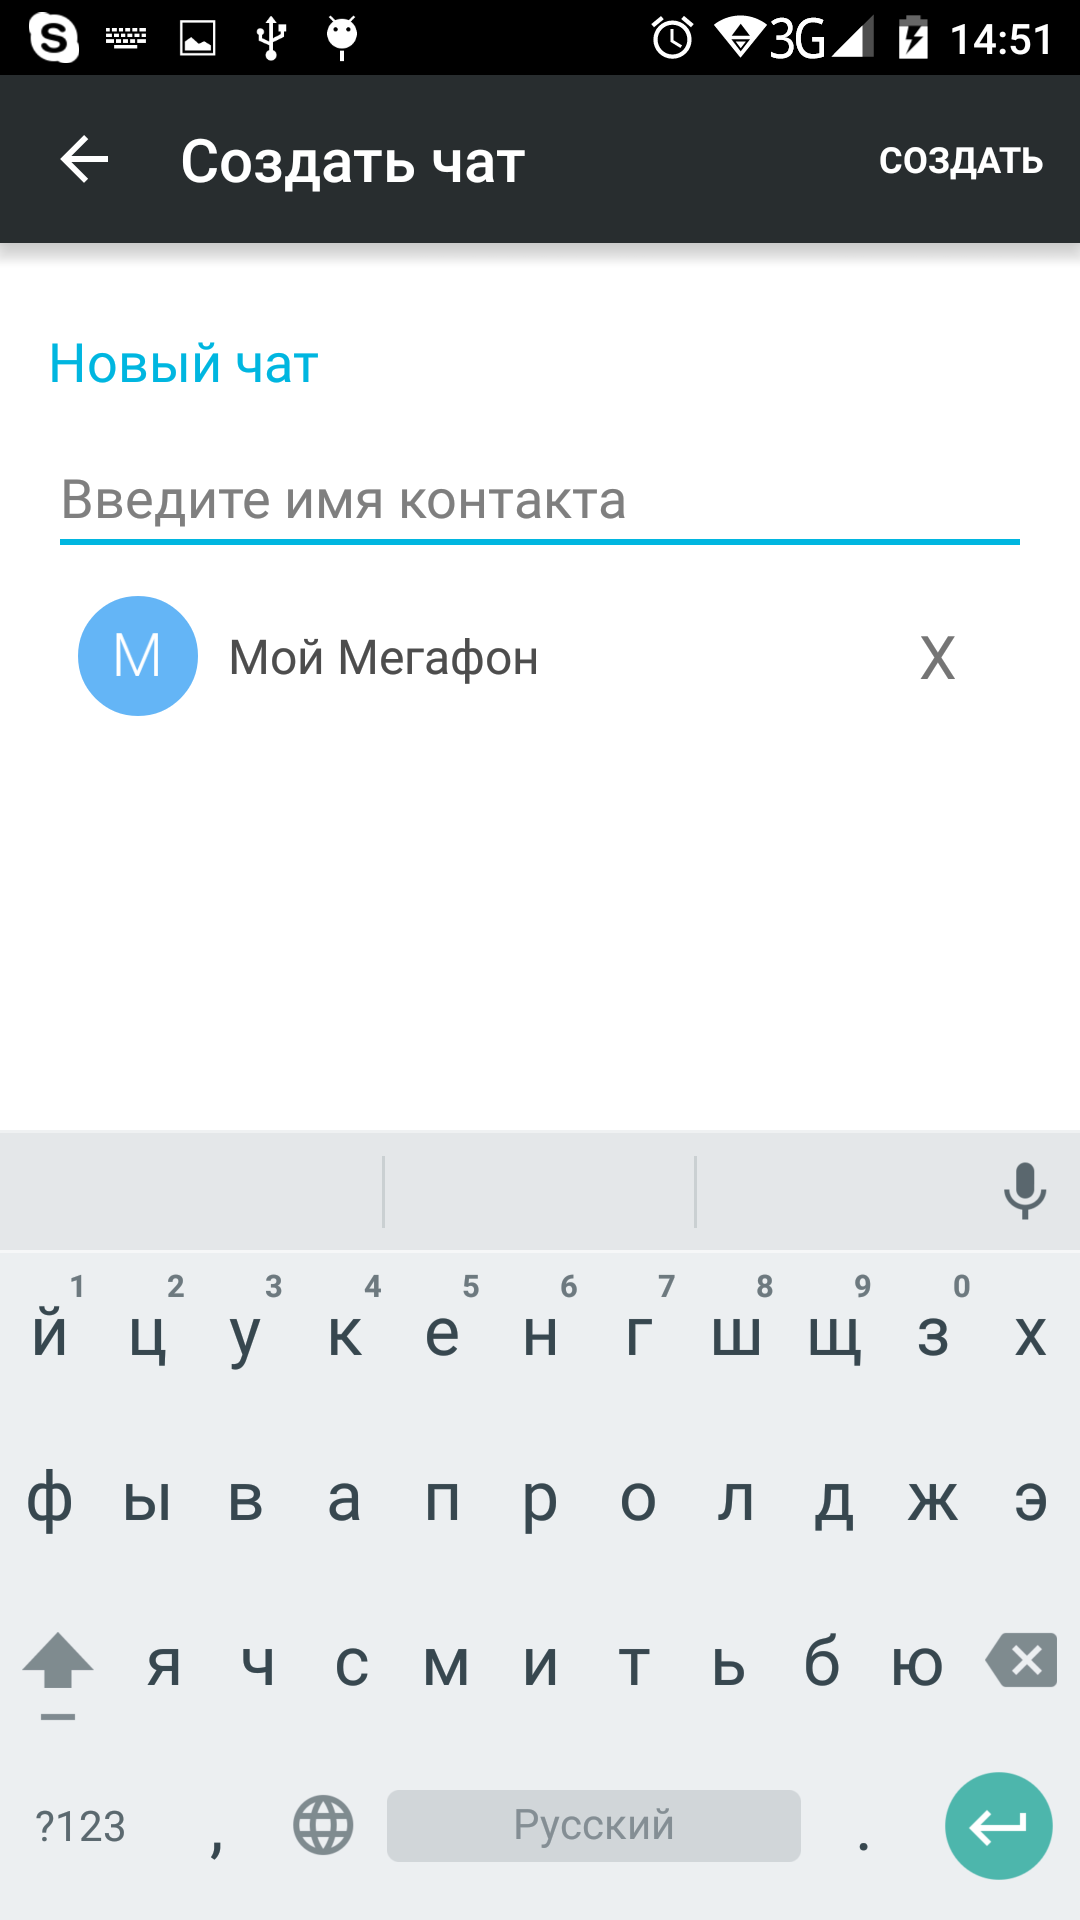 3G 14:51
Создать чат СОЗДАТЬ
Новый чат
Введите имя контакта
М Мой Мегафон X
1 2 3 4 5 6 7 8 9 0
й ц у к е н г ш щ з х
ф ы в а п р о л д ж э
я ч с м и т ь б ю
?123 , Русский .